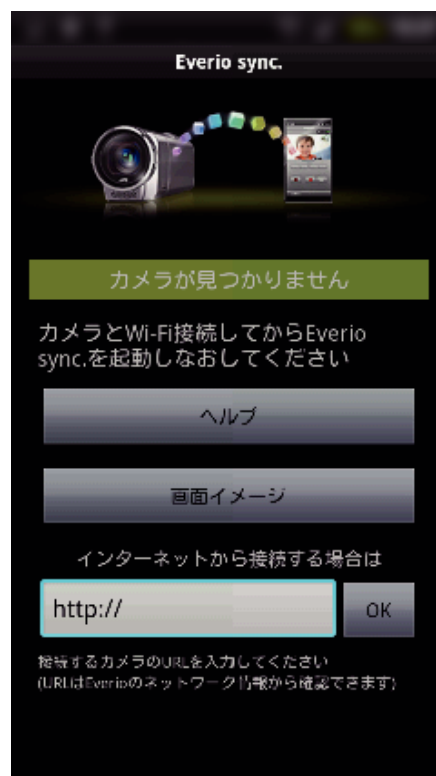 Everio sync.
カメラが見つかりません
カメラとWi-Fi接続してからEverio
sync.を起動しなおしてください
ヘルプ
画面イメージ
インターネットから接続する場合は
http://
OK
接続するカメラのURLを入力してください
(URLはEverioのネットワーク情報から確認できます)